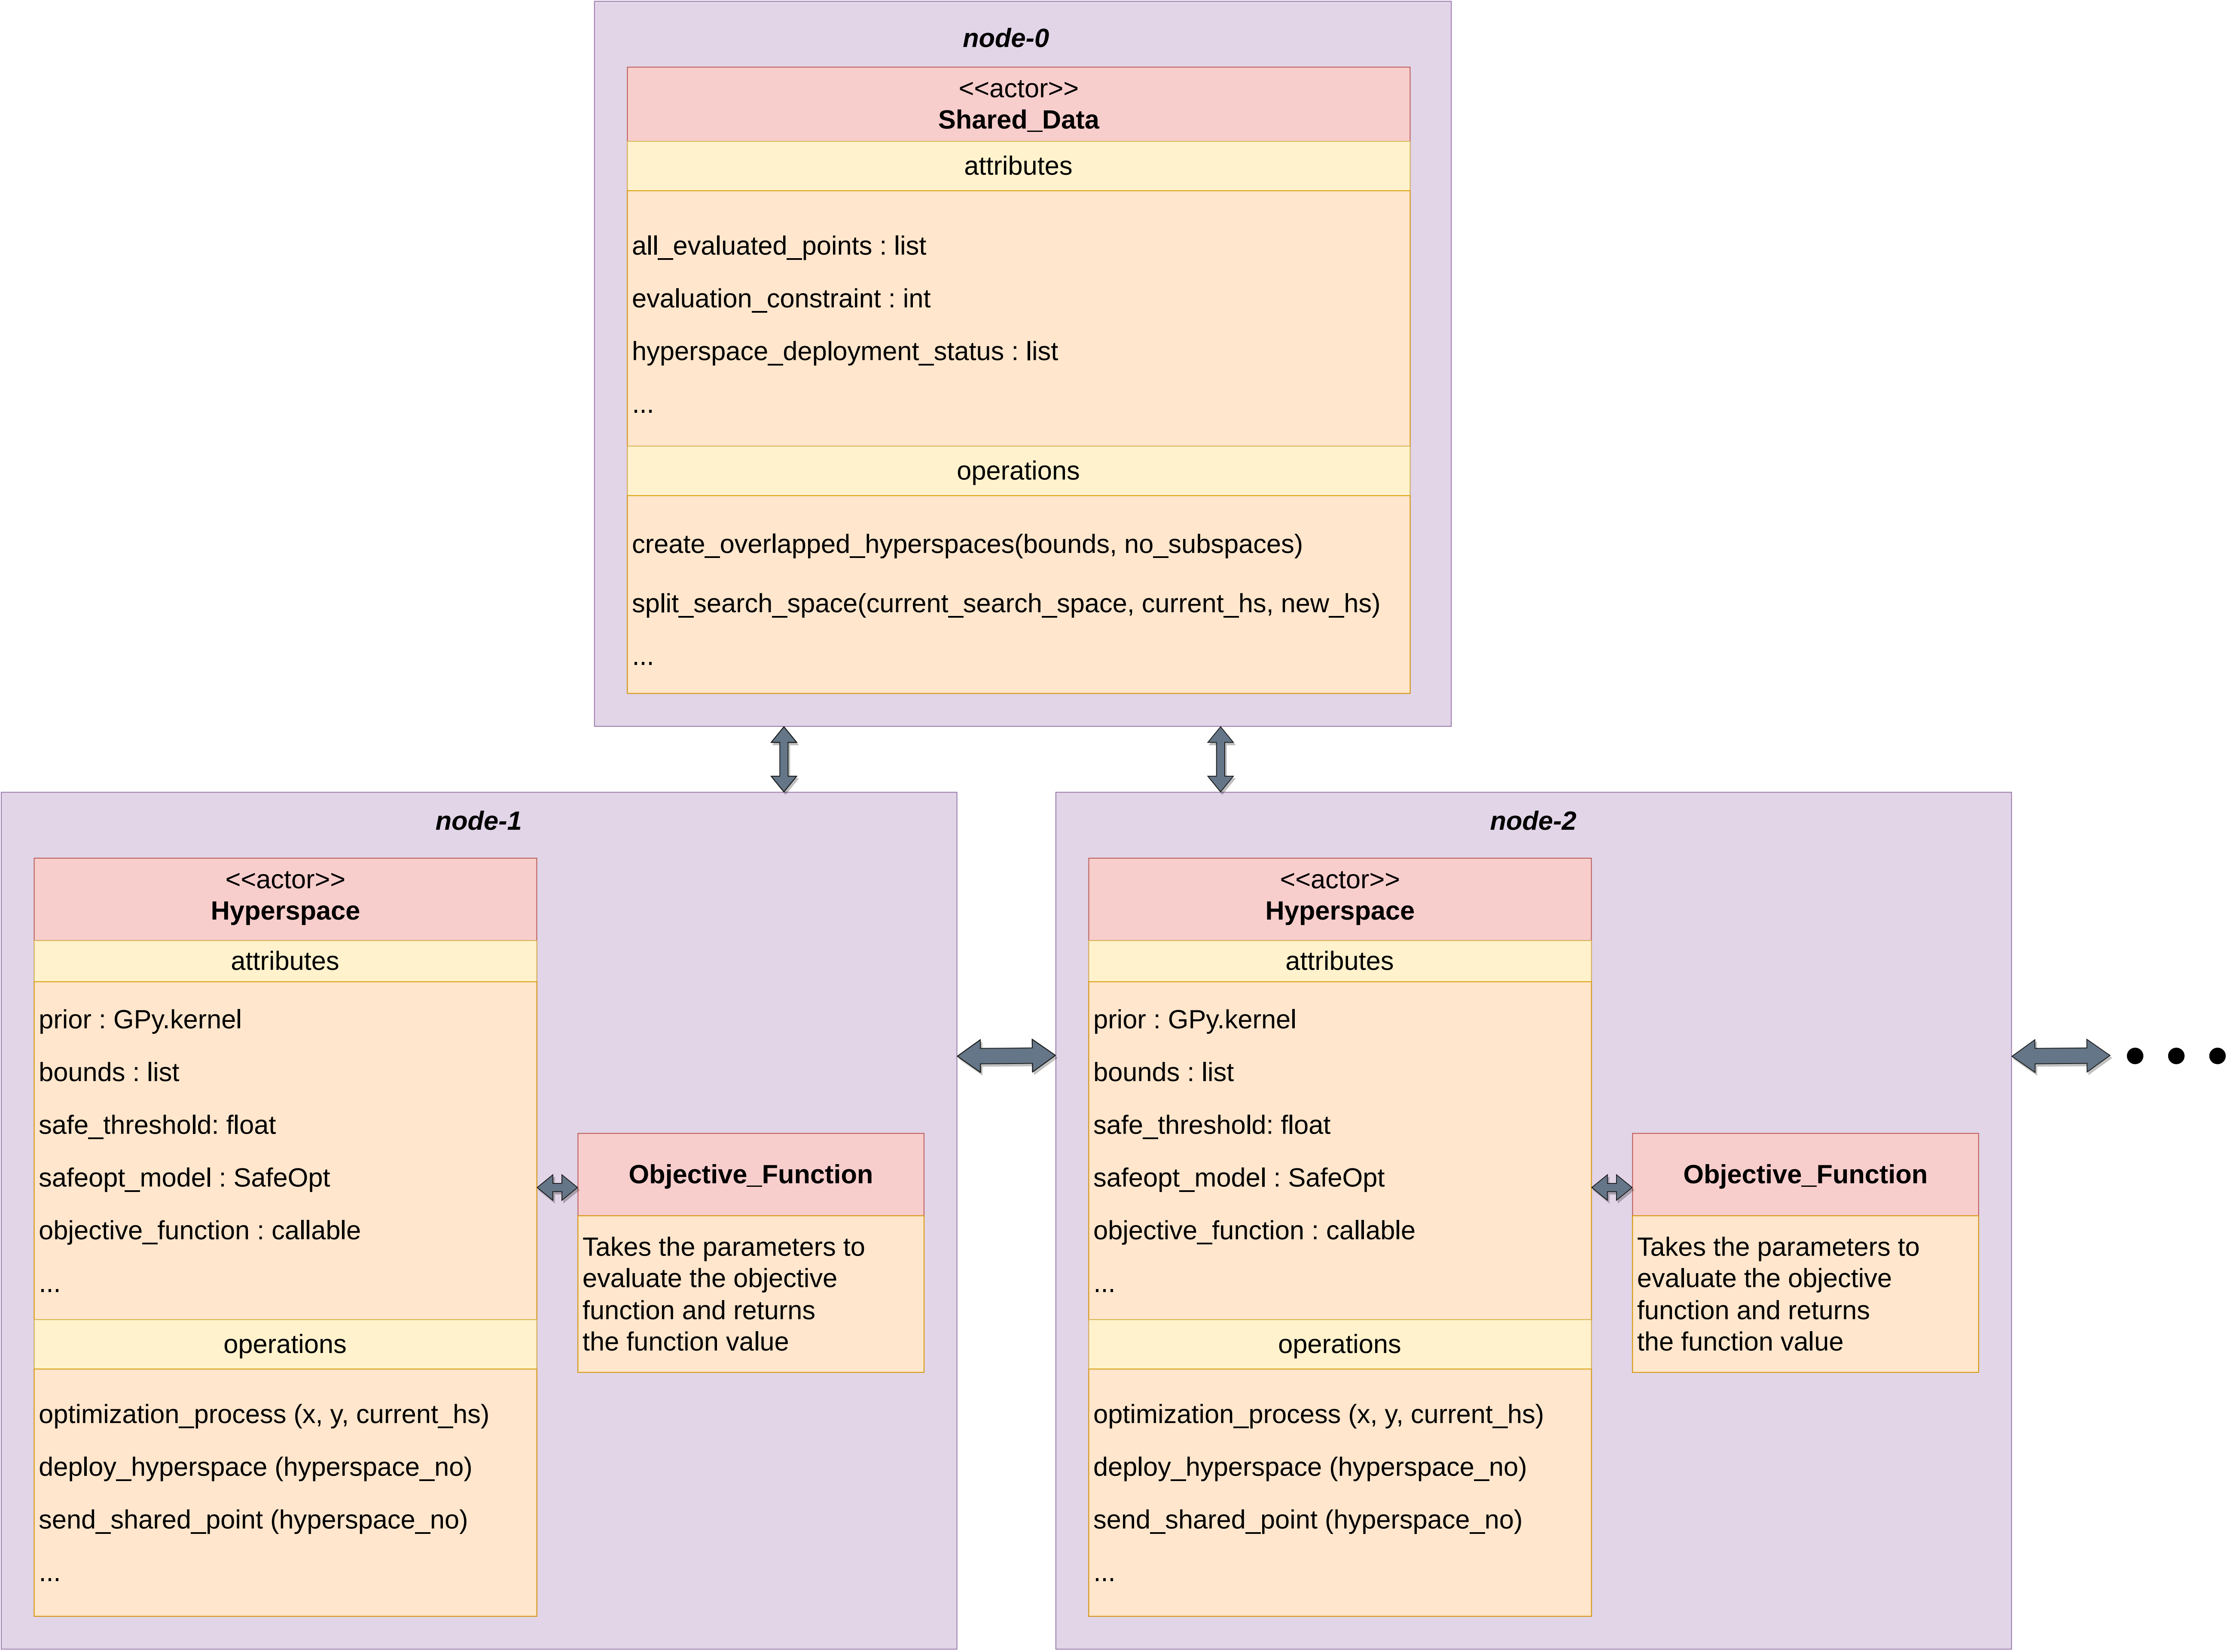 node-0
<<actor>>
Shared_Data
attributes
all_evaluated_points : list
evaluation_constraint : int
hyperspace_deployment_status : list
...
operations
create_overlapped_hyperspaces(bounds, no_subspaces)
split_search_space(current_search_space, current_hs, new_hs)
...
node-1
<<actor>>
Hyperspace
attributes
prior : GPy.kernel
bounds : list
safe_threshold: float
safeopt_model : SafeOpt
objective_function : callable
...
operations
optimization_process (x, y, current_hs)
deploy_hyperspace (hyperspace_no)
send_shared_point (hyperspace_no)
...
Objective_Function
Takes the parameters to
evaluate the objective
function and returns
the function value
node-2
<<actor>>
Hyperspace
attributes
prior : GPy.kernel
bounds : list
safe_threshold: float
safeopt_model : SafeOpt
objective_function : callable
...
operations
optimization_process (x, y, current_hs)
deploy_hyperspace (hyperspace_no)
send_shared_point (hyperspace_no)
...
Objective_Function
Takes the parameters to
evaluate the objective
function and returns
the function value